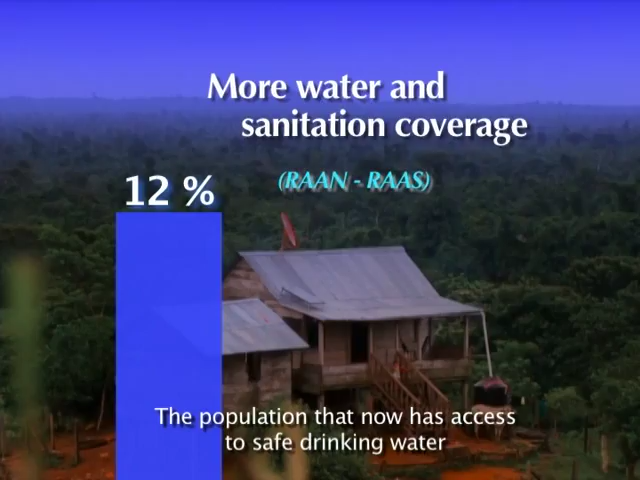 More water and
sanitation coverage
(RAAN - RAAS)
12 %
The population that now has access
to safe drinking water